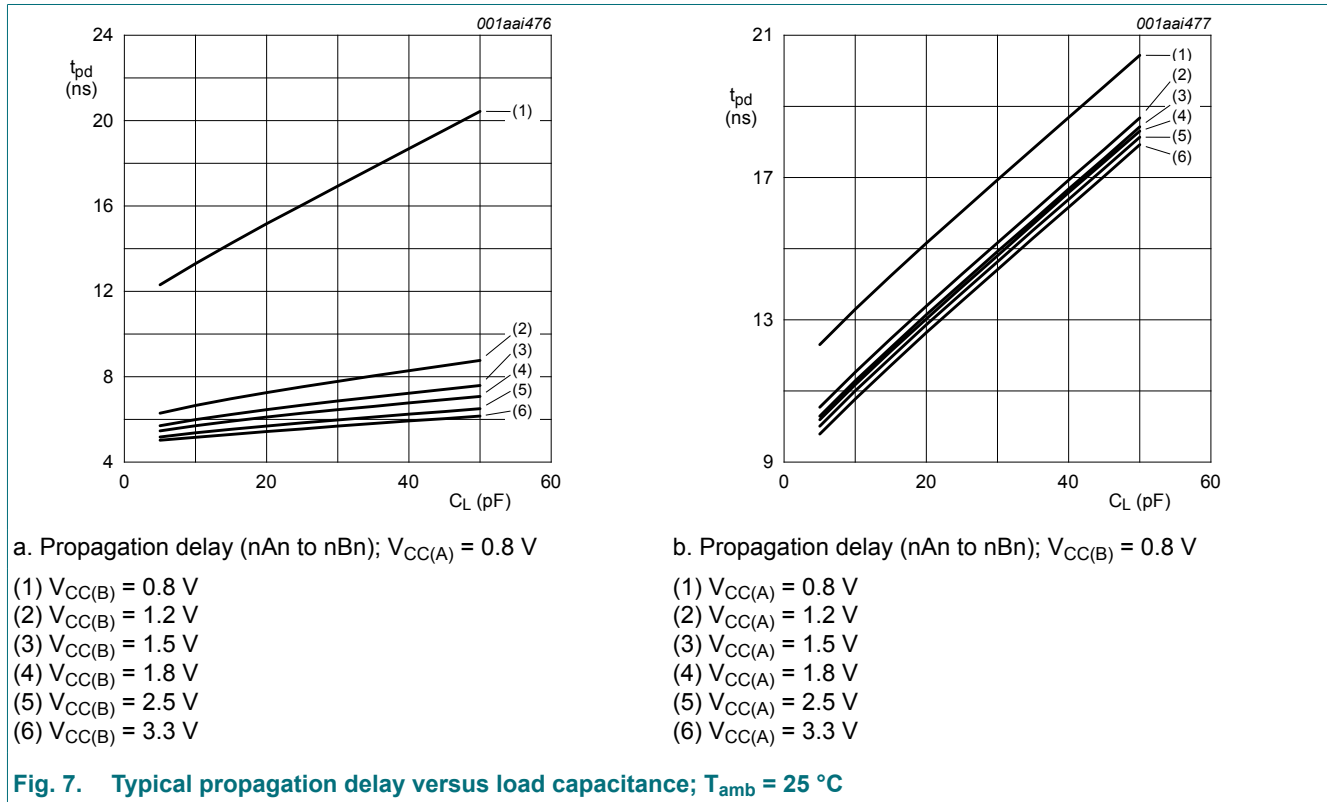 001aai476
24
tpd
(ns)
20
16
12
8
4
0
20
40
60
CL (pF)
(1)
(2)
(3)
(4)
(5)
(6)
a. Propagation delay (nAn to nBn); VCC(A) = 0.8 V
(1) VCC(B) = 0.8 V
(2) VCC(B) = 1.2 V
(3) VCC(B) = 1.5 V
(4) VCC(B) = 1.8 V
(5) VCC(B) = 2.5 V
(6) VCC(B) = 3.3 V
001aai477
21
tpd
(ns)
17
13
9
0
20
40
60
CL (pF)
(1)
(2)
(3)
(4)
(5)
(6)
b. Propagation delay (nAn to nBn); VCC(B) = 0.8 V
(1) VCC(A) = 0.8 V
(2) VCC(A) = 1.2 V
(3) VCC(A) = 1.5 V
(4) VCC(A) = 1.8 V
(5) VCC(A) = 2.5 V
(6) VCC(A) = 3.3 V
Fig. 7. Typical propagation delay versus load capacitance; Tamb = 25 °C